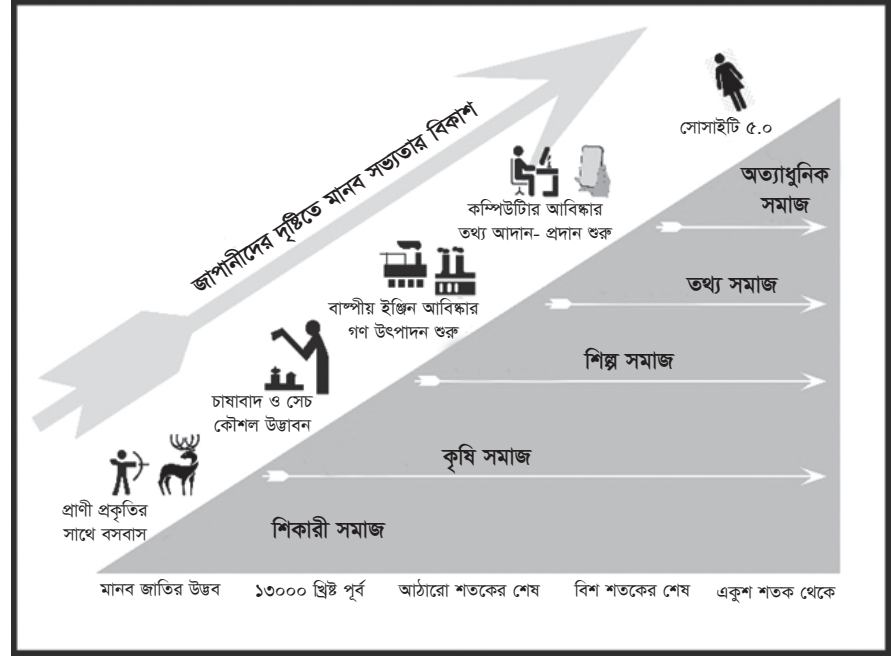 জাপানীদের দৃষ্টিতে মানব সভ্যতার বিকাশ
সোসাইটি ৫.০
অত্যাধুনিক
সমাজ
কম্পিউটার আবিষ্কার
তথ্য আদান- প্রদান শুরু
তথ্য সমাজ
বাষ্পীয় ইঞ্জিন আবিষ্কার
গণ উৎপাদন শুরু
শিল্প সমাজ
চাষাবাদ ও সেচ
কৌশল উদ্ভাবন
কৃষি সমাজ
প্রাণী প্রকৃতির
সাথে বসবাস
শিকারী সমাজ
মানব জাতির উদ্ভব
১৩০০০ খ্রিষ্ট পূর্ব
আঠারো শতকের শেষ
বিশ শতকের শেষ
একুশ শতক থেকে